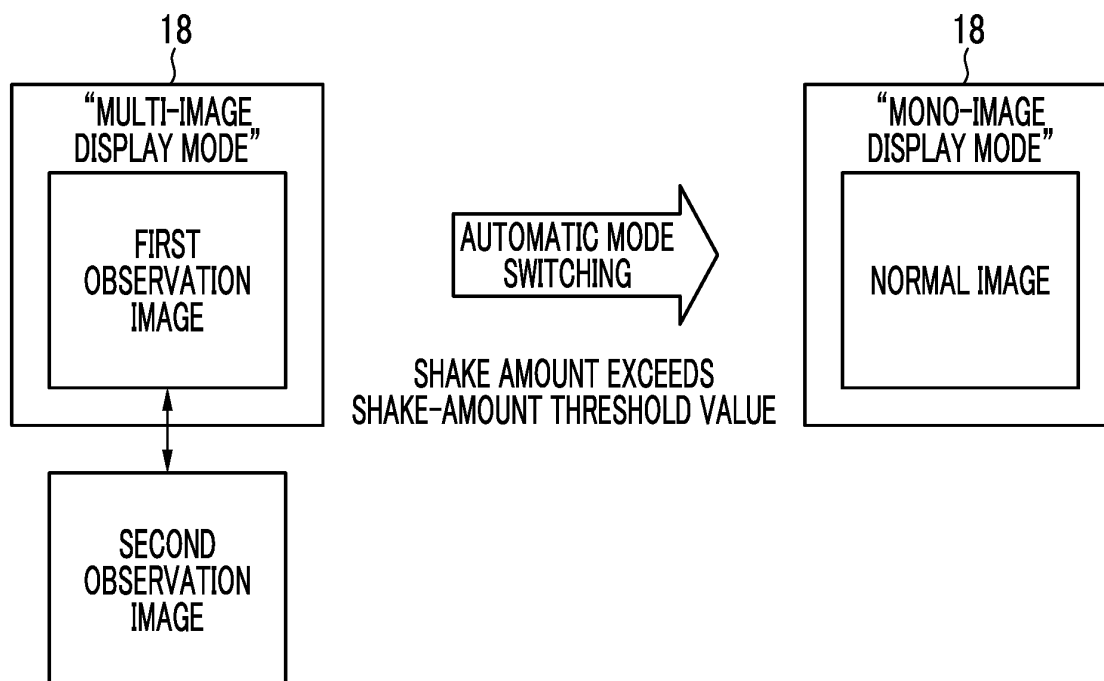 18
"MULTI-IMAGE
DISPLAY MODE"
FIRST
OBSERVATION
IMAGE
SECOND
OBSERVATION
IMAGE
AUTOMATIC MODE
SWITCHING
SHAKE AMOUNT EXCEEDS
SHAKE-AMOUNT THRESHOLD VALUE
18
"MONO-IMAGE
DISPLAY MODE"
NORMAL IMAGE